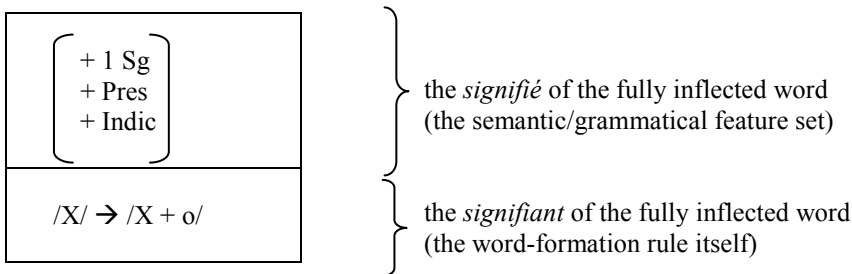 + 1 Sg
+ Pres
+ Indic
the signifié of the fully inflected word
(the semantic/grammatical feature set)
/X/ → /X + o/
the signifiant of the fully inflected word
(the word-formation rule itself)